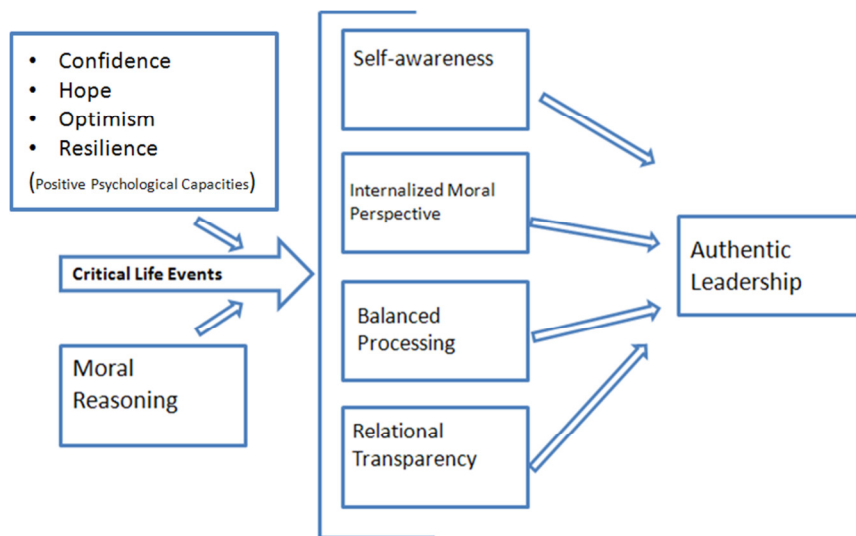 • Confidence
• Hope
• Optimism
• Resilience
(Positive Psychological Capacities)
Critical Life Events
Moral
Reasoning
Self-awareness
Internalized Moral
Perspective
Balanced
Processing
Relational
Transparency
Authentic
Leadership